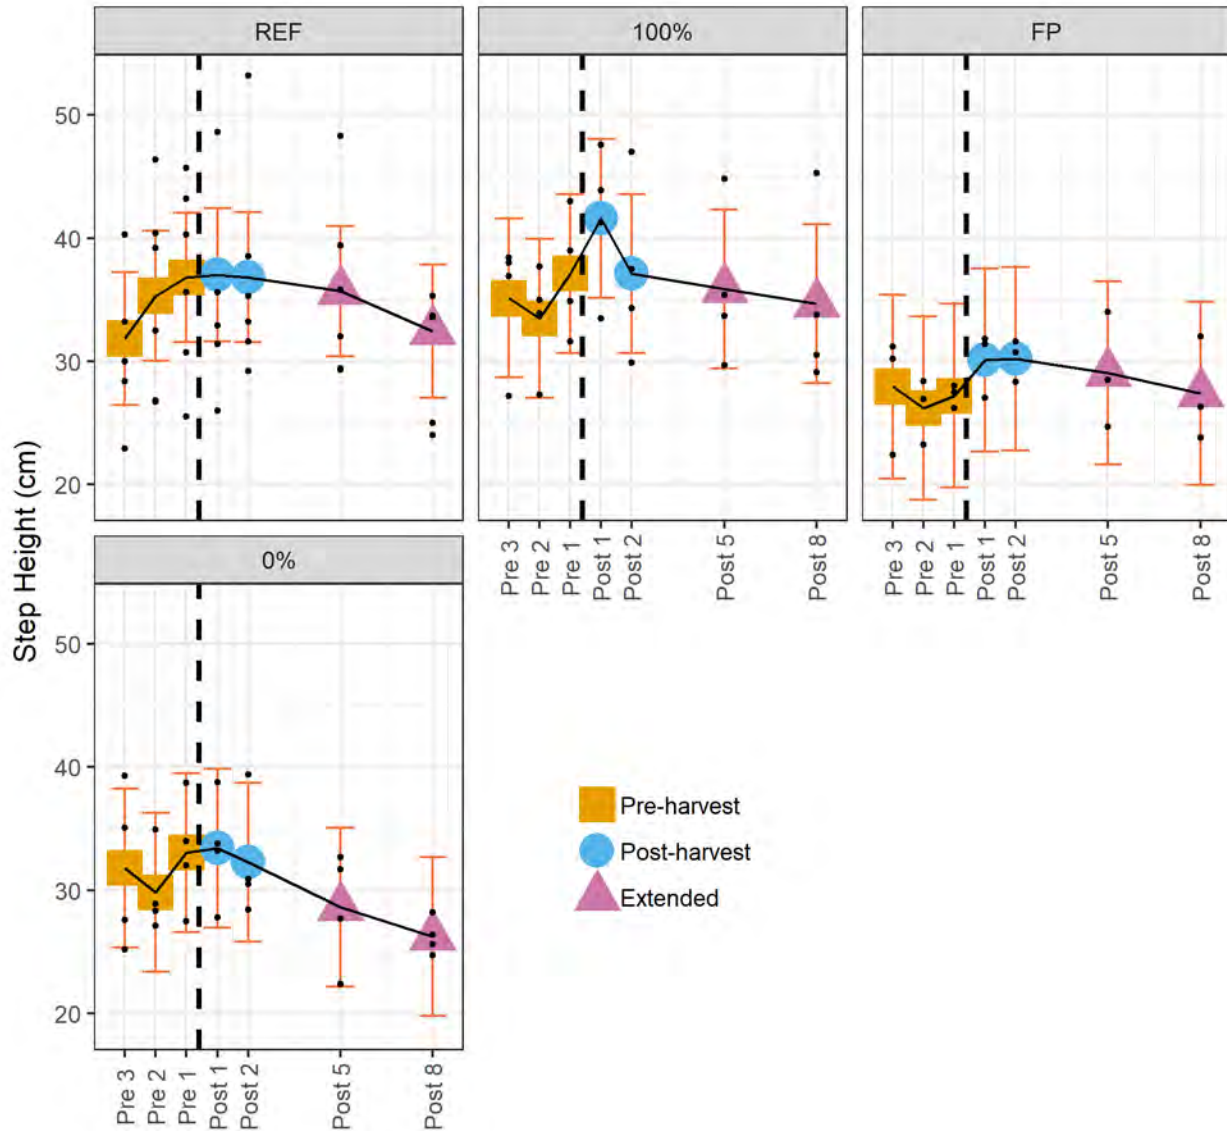 REF
100%
FP
50
40
30
20
Pre 3
Pre 2
Pre 1
Post 1
Post 2
Post 5
Post 8
Pre 3
Pre 2
Pre 1
Post 1
Post 2
Post 5
Post 8
0%
Step Height (cm)
50
40
30
20
Pre-harvest
Post-harvest
Extended
Pre 3
Pre 2
Pre 1
Post 1
Post 2
Post 5
Post 8